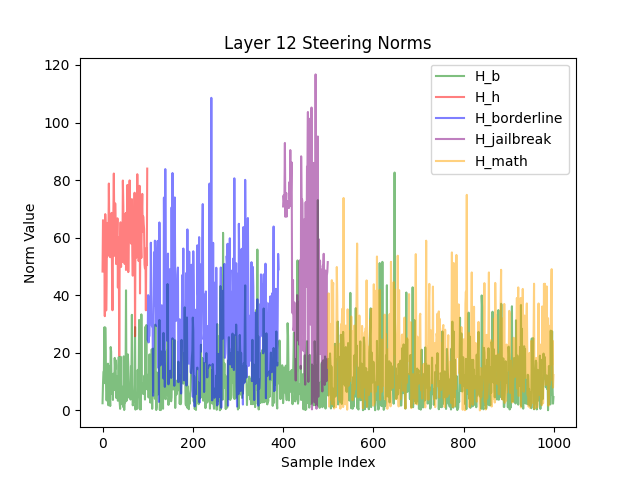 Layer 12 Steering Norms
120
100
80
60
40
20
0
Norm Value
H_b
H_h
H_borderline
H_jailbreak
H_math
0
200
400
600
800
1000
Sample Index